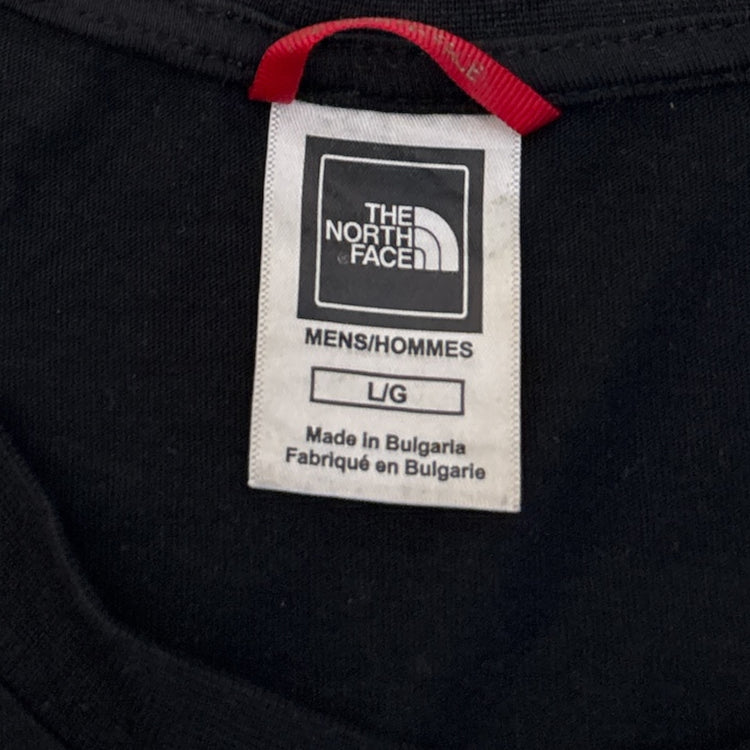 THE
NORTH
FACE
MENS/HOMMES
L/G
Made in Bulgaria
Fabriqué en Bulgarie